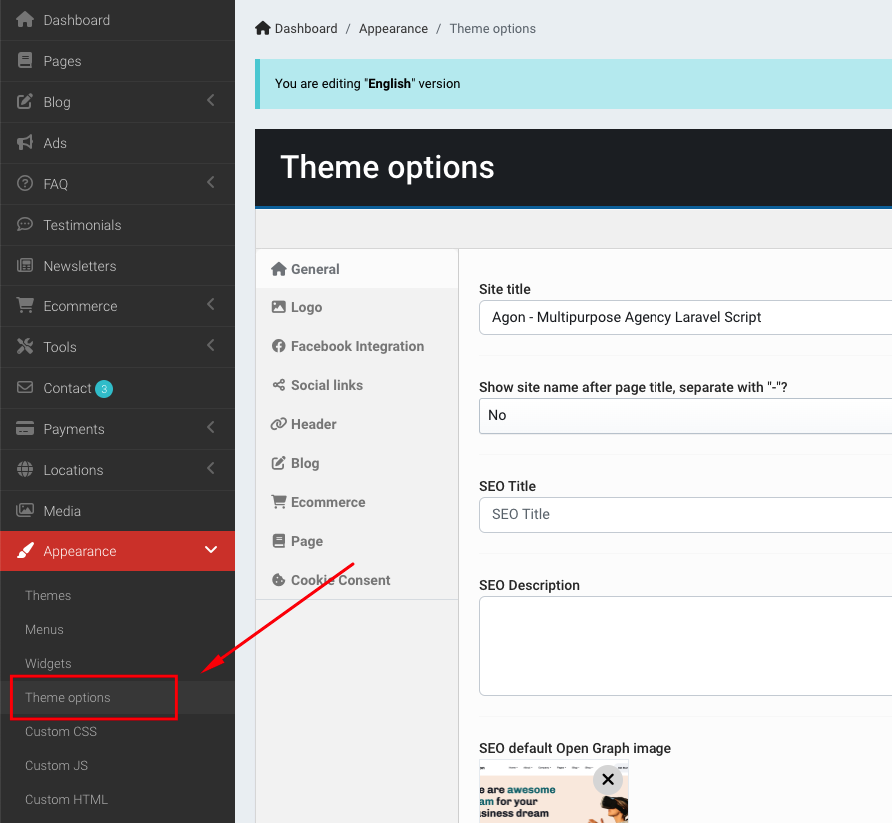 Dashboard
Pages
Blog
Ads
FAQ
Testimonials
Newsletters
Ecommerce
Tools
Contact 3
Payments
Locations
Media
Appearance
Themes
Menus
Widgets
Theme options
Custom CSS
Custom JS
Custom HTML
Dashboard / Appearance / Theme options
You are editing "English" version
Theme options
General
Logo
Facebook Integration
Social links
Header
Blog
Ecommerce
Page
Cookie Consent
Site title
Agon - Multipurpose Agency Laravel Script
Show site name after page title, separate with "-"?
No
SEO Title
SEO Title
SEO Description
SEO default Open Graph image
e are awesome
am for your
siness dream